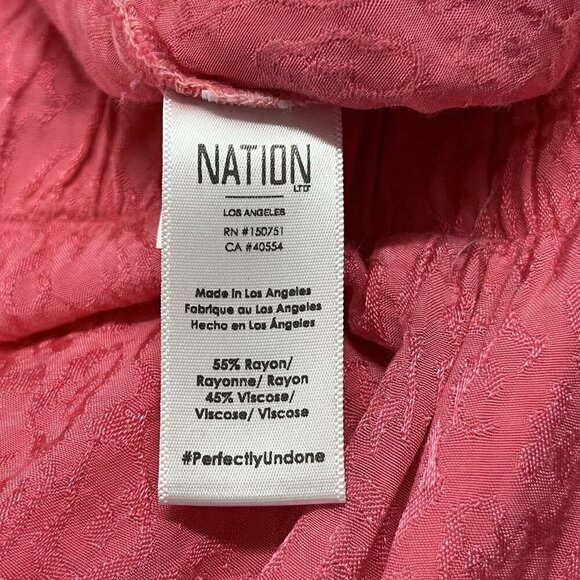 NATION
LTD
LOS ANGELES
RN #150751
CA #40554
Made in Los Angeles
Fabrique au Los Angeles
Hecho en Los Ángeles
55% Rayon/
Rayonne/ Rayon
45% Viscose/
Viscose/ Viscose
#PerfectlyUndone